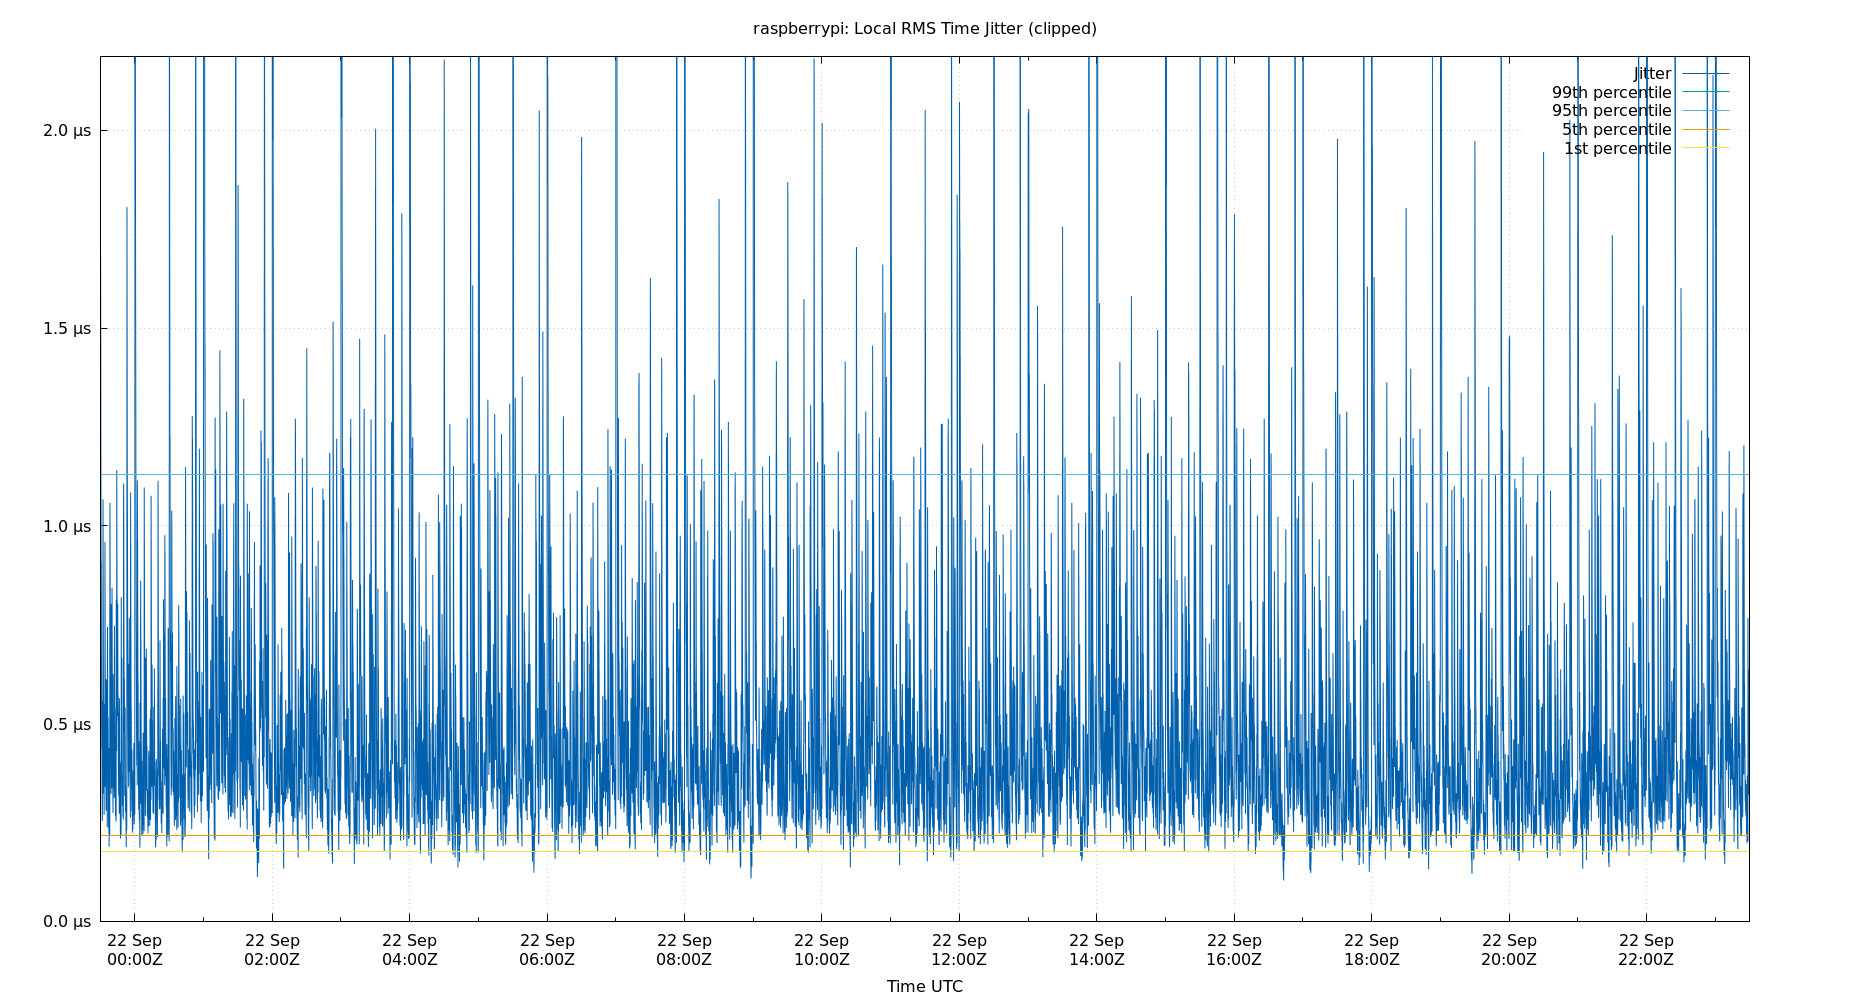 raspberrypi: Local RMS Time Jitter (clipped)
Jitter
99th percentile
95th percentile
5th percentile
1st percentile
2.0 µs
1.5 µs
1.0 µs
0.5 µs
0.0 µs
22 Sep 22 Sep 22 Sep 22 Sep 22 Sep 22 Sep 22 Sep 22 Sep 22 Sep 22 Sep 22 Sep 22 Sep
00:00Z 02:00Z 04:00Z 06:00Z 08:00Z 10:00Z 12:00Z 14:00Z 16:00Z 18:00Z 20:00Z 22:00Z
Time UTC